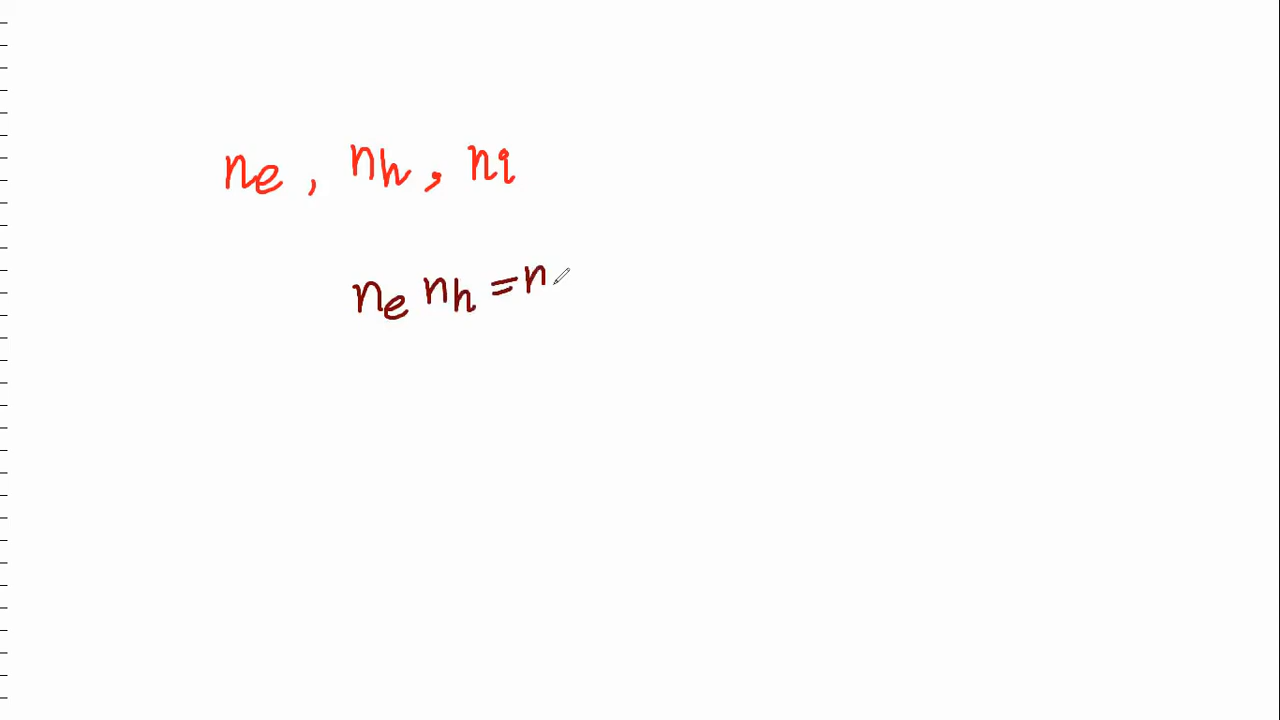 ne , nh , ni
ne nh = n